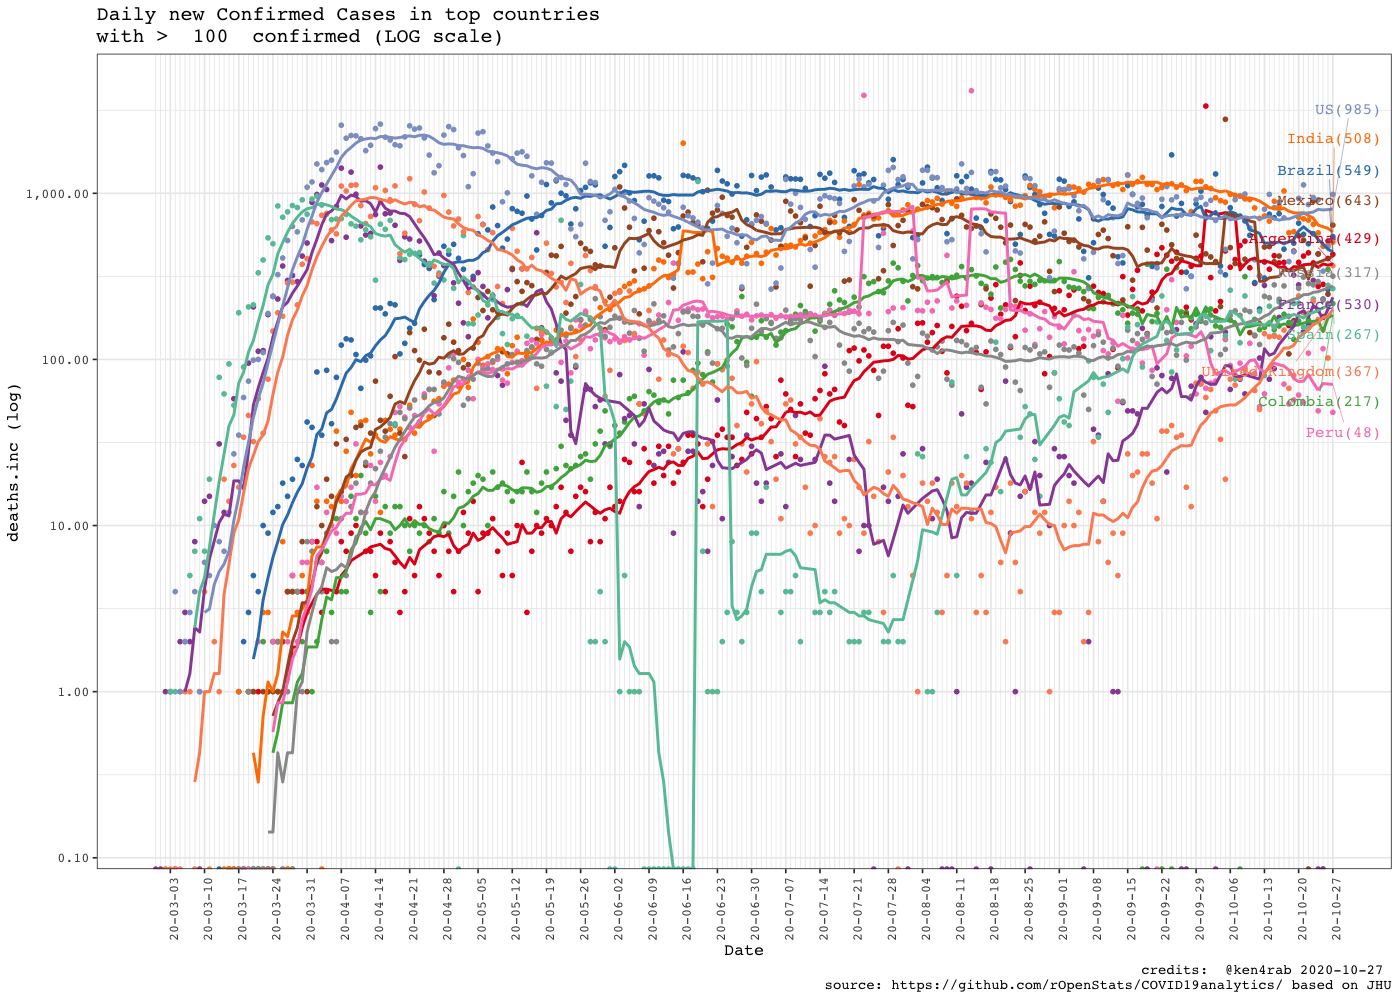 Daily new Confirmed Cases in top countries
with >  100  confirmed (LOG scale)
US(985)
India(508)
Brazil(549)
Mexico(643)
Argentina(429)
Russia(317)
France(530)
Spain(267)
United Kingdom(367)
Colombia(217)
Peru(48)
deaths.inc (log)
1,000.00
100.00
10.00
1.00
0.10
20-03-03
20-03-10
20-03-17
20-03-24
20-03-31
20-04-07
20-04-14
20-04-21
20-04-28
20-05-05
20-05-12
20-05-19
20-05-26
20-06-02
20-06-09
20-06-16
20-06-23
20-06-30
20-07-07
20-07-14
20-07-21
20-07-28
20-08-04
20-08-11
20-08-18
20-08-25
20-09-01
20-09-08
20-09-15
20-09-22
20-09-29
20-10-06
20-10-13
20-10-20
20-10-27
Date
credits:  @ken4rab 2020-10-27
source: https://github.com/rOpenStats/COVID19analytics/ based on JHU